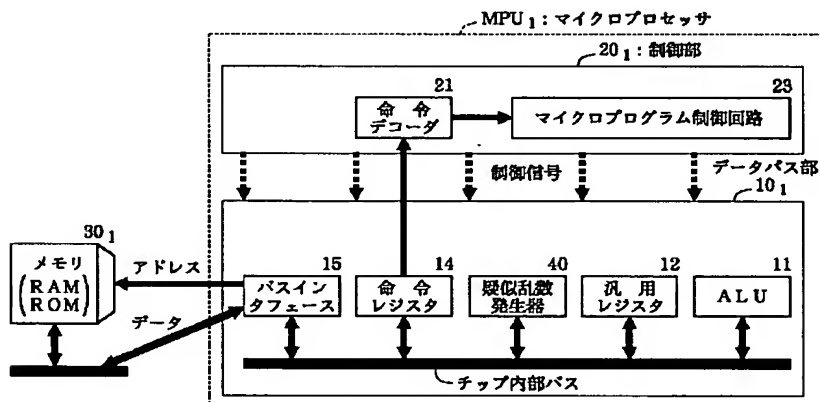 MPU₁：マイクロプロセッサ
20₁：制御部
21
23
命　令
デコーダ
マイクロプログラム制御回路
制御信号
データパス部
10₁
30₁
メモリ
(RAM
ROM)
アドレス
データ
15
バスイン
タフェース
14
命　令
レジスタ
40
疑似乱数
発生器
12
汎　用
レジスタ
11
ALU
チップ内部バス